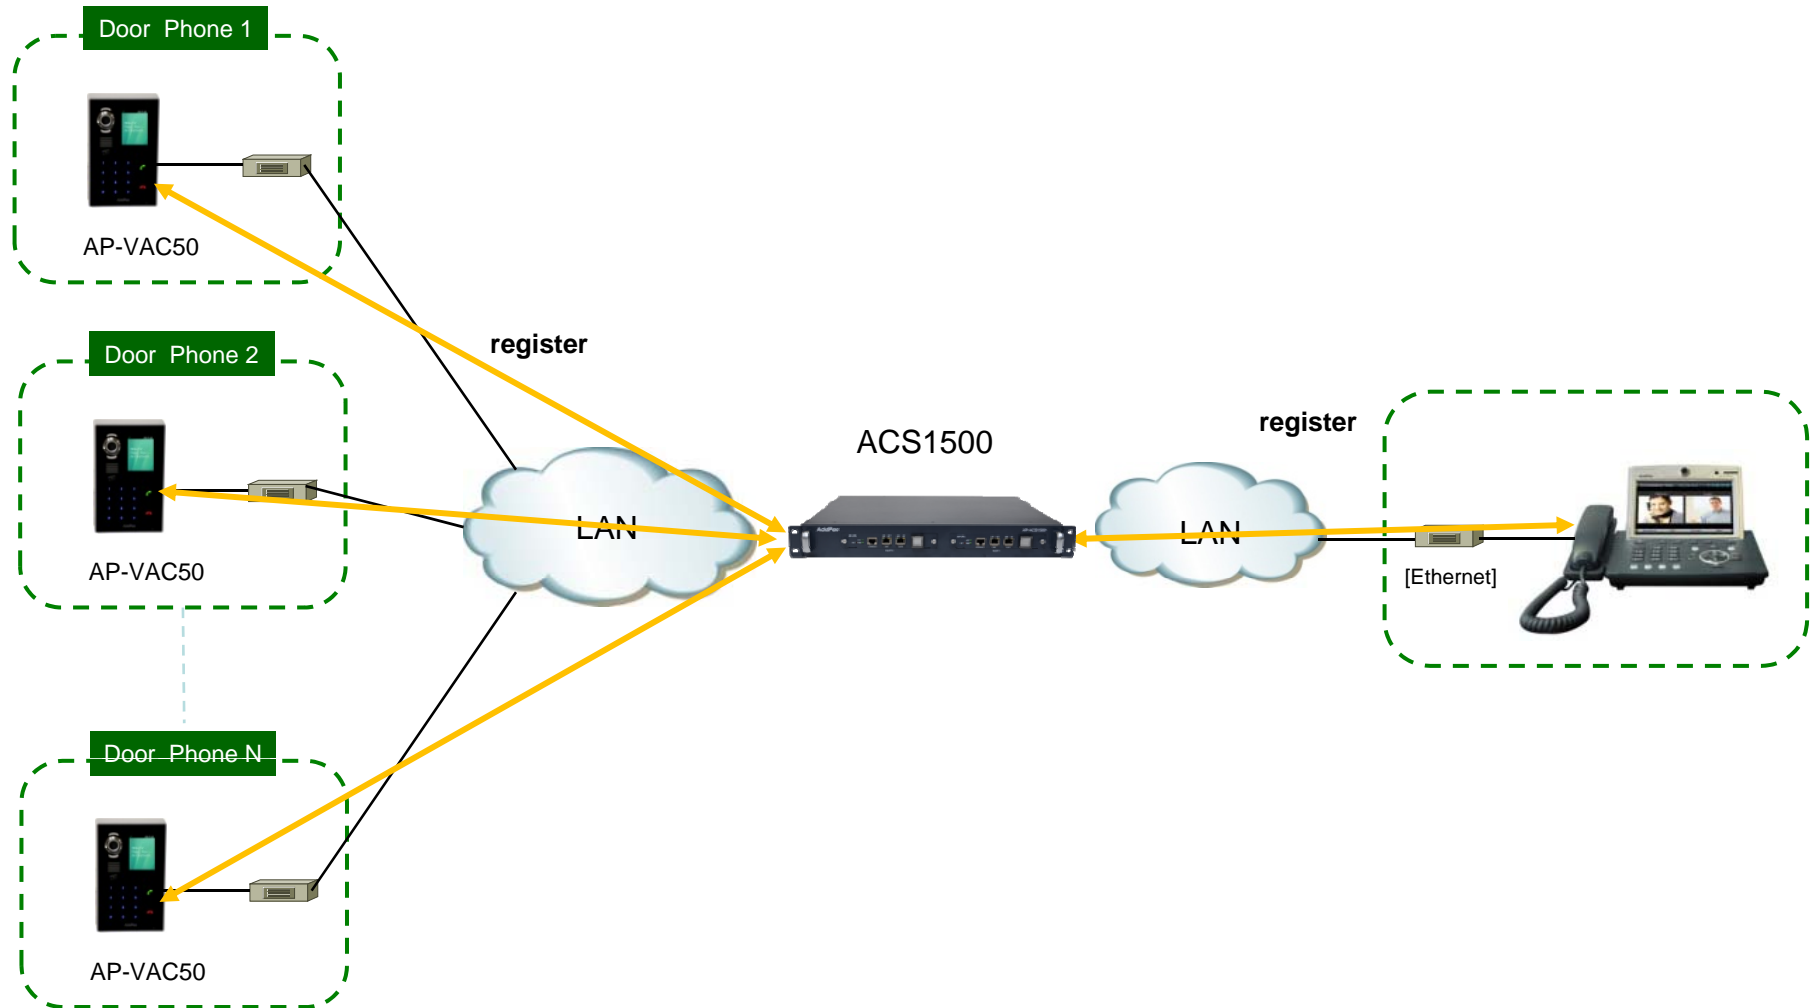 Door Phone 1
AP-VAC50
register
Door Phone 2
AP-VAC50
LAN
ACS1500
AddPac
register
LAN
[Ethernet]
Door Phone N
AP-VAC50